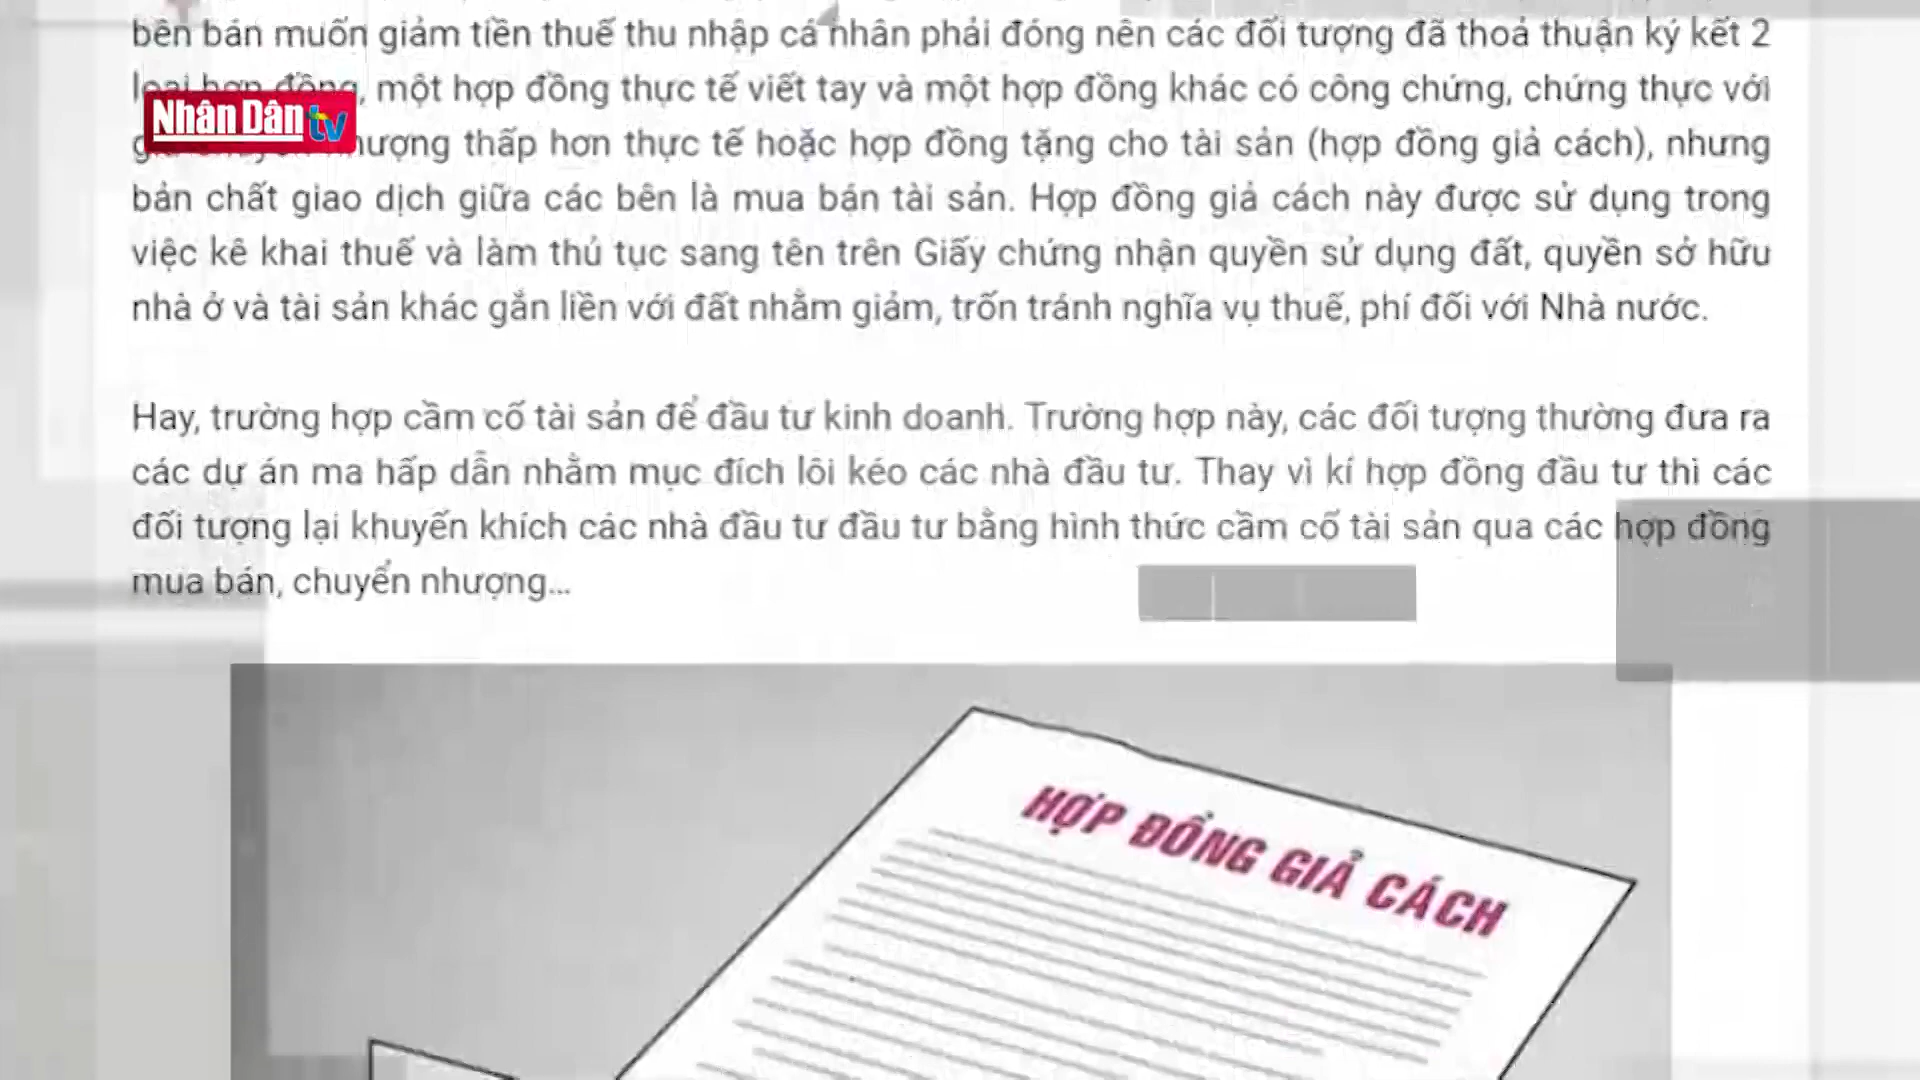 bên bán muốn giảm tiền thuế thu nhập cá nhân phải đóng nên các đối tượng đã thoả thuận ký kết 2
loại hợp đồng, một hợp đồng thực tế viết tay và một hợp đồng khác có công chứng, chứng thực với
Nhân Dân tv
nhượng thấp hơn thực tế hoặc hợp đồng tặng cho tài sản (hợp đồng giả cách), nhưng
bản chất giao dịch giữa các bên là mua bán tài sản. Hợp đồng giả cách này được sử dụng trong
việc kê khai thuế và làm thủ tục sang tên trên Giấy chứng nhận quyền sử dụng đất, quyền sở hữu
nhà ở và tài sản khác gắn liền với đất nhằm giảm, trốn tránh nghĩa vụ thuế, phí đối với Nhà nước.
Hay, trường hợp cầm cố tài sản để đầu tư kinh doanh. Trường hợp này, các đối tượng thường đưa ra
các dự án ma hấp dẫn nhằm mục đích lôi kéo các nhà đầu tư. Thay vì kí hợp đồng đầu tư thì các
đối tượng lại khuyến khích các nhà đầu tư đầu tư bằng hình thức cầm cố tài sản qua các hợp đồng
mua bán, chuyển nhượng...
HỢP ĐỒNG GIẢ CÁCH